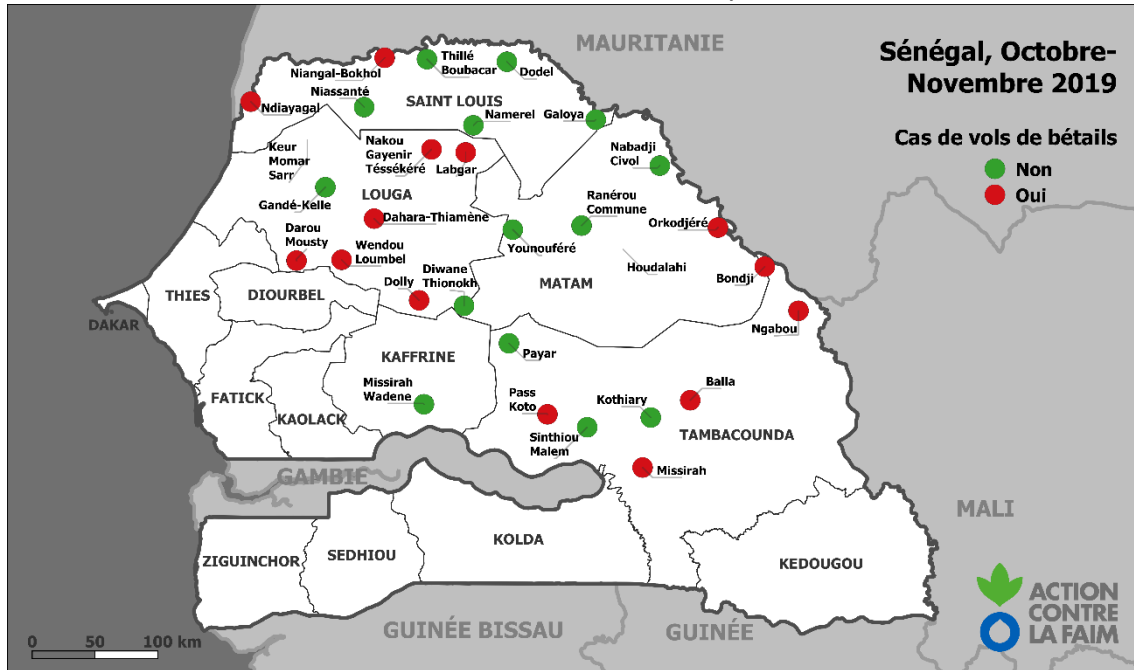 MAURITANIE
Sénégal, Octobre-
Novembre 2019
Cas de vols de bétails
Non
Oui
Niangal-Bokhol
Thillé
Boubacar
Dodel
Ndiayagal
Niassanté
SAINT LOUIS
Namerel
Galoya
Keur
Momar
Sarr
Nakou
Gayenir
Téssékéré
Labgar
Nabadji
Civol
Gandé-Kelle
LOUGA
Ranérou
Commune
Dahara-Thiamène
Younouféré
Orkodjéré
Darou
Mousty
Wendou
Loumbel
Houdalahi
Bondji
Diwane
Thionokh
Dolly
MATAM
THIES
DIOURBEL
DAKAR
Ngabou
KAFFRINE
Payar
FATICK
KAOLACK
Missirah
Wadene
Pass
Koto
Kothiary
Balla
Sinthiou
Malem
TAMBACOUNDA
Missirah
GAMBIE
MALI
ZIGUINCHOR
SEDHIOU
KOLDA
KEDOUGOU
GUINÉE BISSAU
GUINÉE
0 50 100 km
ACTION
CONTRE
LA FAIM